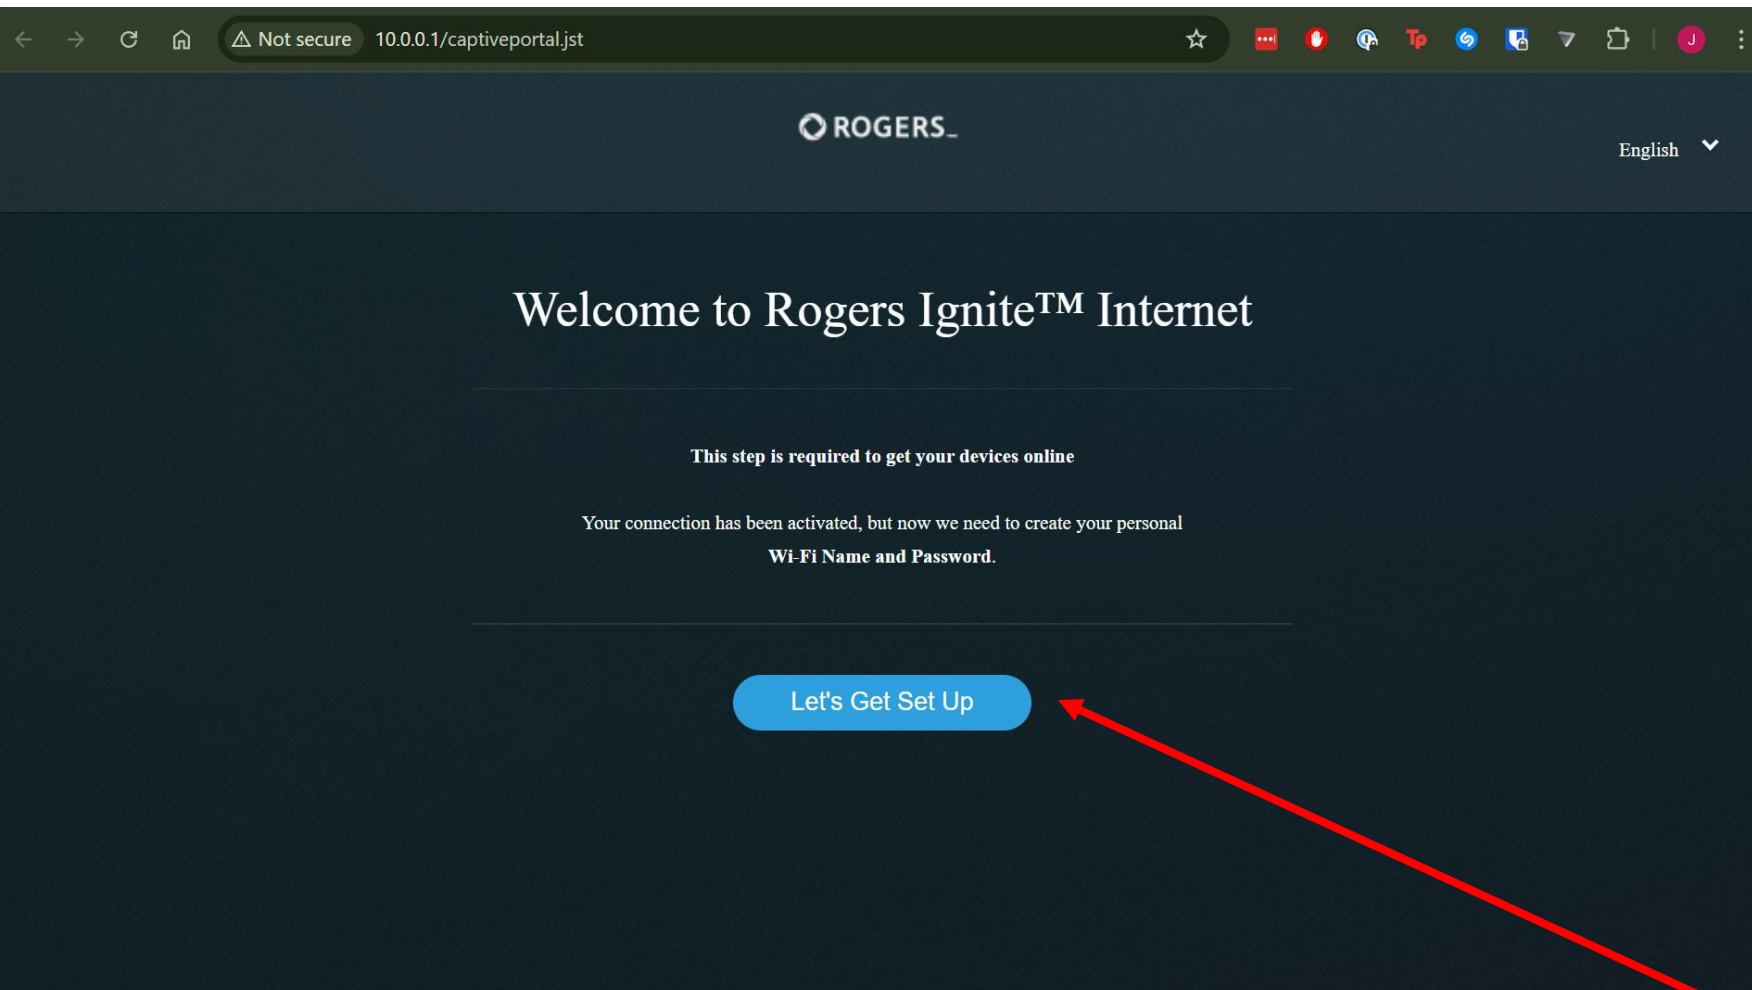 Not secure 10.0.0.1/captiveportal.jst
Tp
J
ROGERS
English
Welcome to Rogers Ignite™ Internet
This step is required to get your devices online
Your connection has been activated, but now we need to create your personal
Wi-Fi Name and Password.
Let's Get Set Up